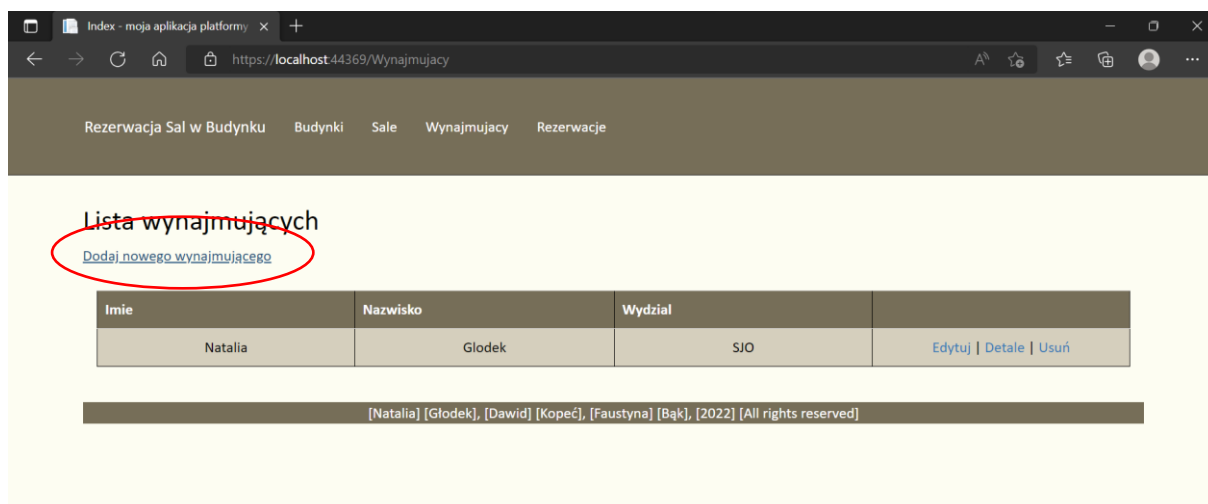 Index - moja aplikacja platformy
https://localhost:44369/Wynajmujacy
Rezerwacja Sal w Budynku Budynki Sale Wynajmujacy Rezerwacje
Lista wynajmujących
Dodaj nowego wynajmującego
Imie Nazwisko Wydzial
Natalia Glodek SJO Edytuj | Detale | Usuń
[Natalia] [Głodek], [Dawid] [Kopeć], [Faustyna] [Bąk], [2022] [All rights reserved]